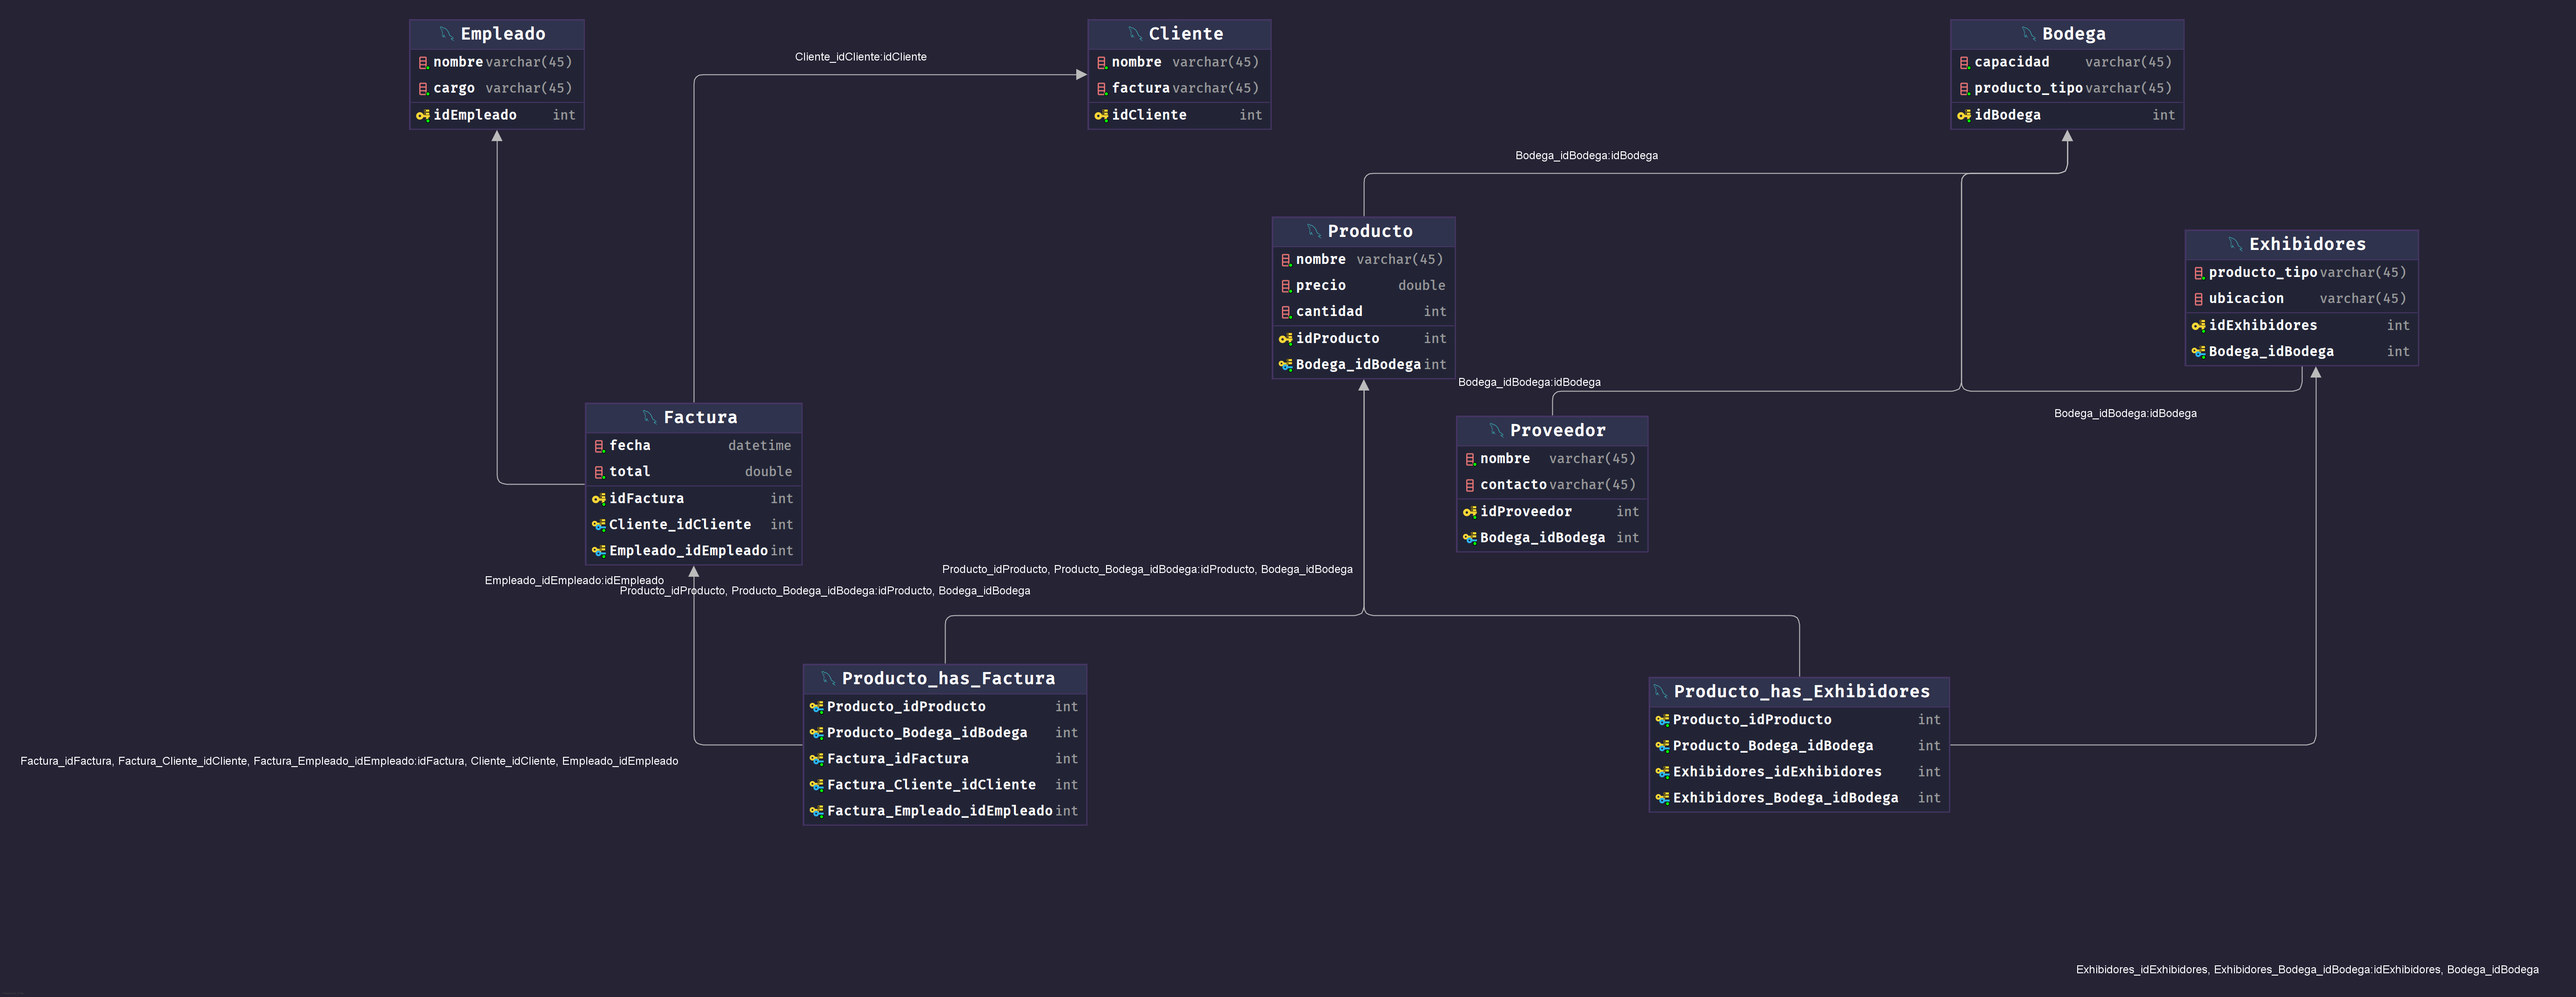 Empleado
nombre varchar(45)
cargo varchar(45)
idEmpleado int
Cliente_idCliente:idCliente
Cliente
nombre varchar(45)
factura varchar(45)
idCliente int
Bodega
capacidad varchar(45)
producto_tipo varchar(45)
idBodega int
Bodega_idBodega:idBodega
Producto
nombre varchar(45)
precio double
cantidad int
idProducto int
Bodega_idBodega int
Exhibidores
producto_tipo varchar(45)
ubicacion varchar(45)
idExhibidores int
Bodega_idBodega int
Bodega_idBodega:idBodega
Bodega_idBodega:idBodega
Factura
fecha datetime
total double
idFactura int
Cliente_idCliente int
Empleado_idEmpleado int
Proveedor
nombre varchar(45)
contacto varchar(45)
idProveedor int
Bodega_idBodega int
Empleado_idEmpleado:idEmpleado
Producto_idProducto, Producto_Bodega_idBodega:idProducto, Bodega_idBodega
Producto_idProducto, Producto_Bodega_idBodega:idProducto, Bodega_idBodega
Producto_has_Factura
Producto_idProducto int
Producto_Bodega_idBodega int
Factura_idFactura int
Factura_Cliente_idCliente int
Factura_Empleado_idEmpleado int
Producto_has_Exhibidores
Producto_idProducto int
Producto_Bodega_idBodega int
Exhibidores_idExhibidores int
Exhibidores_Bodega_idBodega int
Factura_idFactura, Factura_Cliente_idCliente, Factura_Empleado_idEmpleado:idFactura, Cliente_idCliente, Empleado_idEmpleado
Exhibidores_idExhibidores, Exhibidores_Bodega_idBodega:idExhibidores, Bodega_idBodega